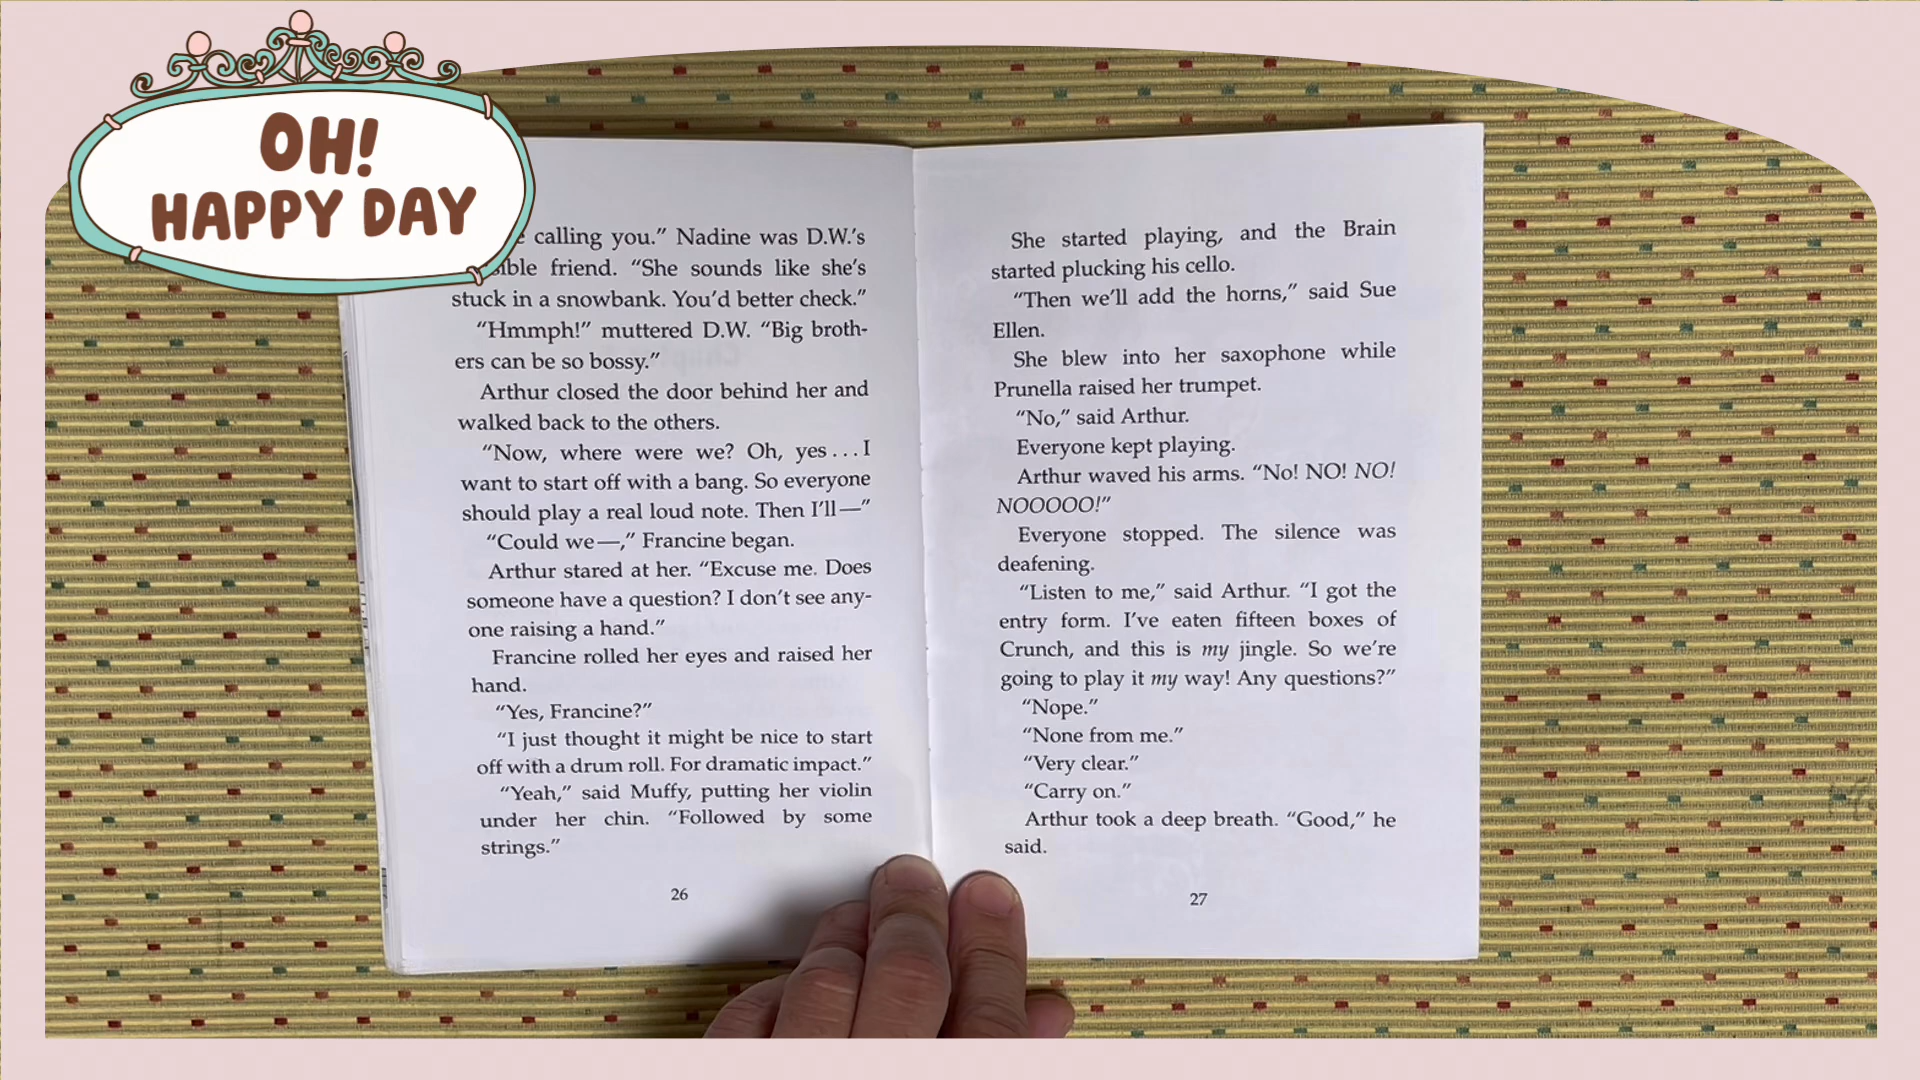 OH!
HAPPY DAY
calling you.” Nadine was D.W.’s
friend. “She sounds like she’s
stuck in a snowbank. You’d better check.”
“Hmmph!” muttered D.W. “Big broth-
ers can be so bossy.”
Arthur closed the door behind her and
walked back to the others.
“Now, where were we? Oh, yes . . . I
want to start off with a bang. So everyone
should play a real loud note. Then I’ll—”
“Could we—,” Francine began.
Arthur stared at her. “Excuse me. Does
someone have a question? I don’t see any-
one raising a hand.”
Francine rolled her eyes and raised her
hand.
“Yes, Francine?”
“I just thought it might be nice to start
off with a drum roll. For dramatic impact.”
“Yeah,” said Muffy, putting her violin
under her chin. “Followed by some
strings.”
26
She started playing, and the Brain
started plucking his cello.
“Then we’ll add the horns,” said Sue
Ellen.
She blew into her saxophone while
Prunella raised her trumpet.
“No,” said Arthur.
Everyone kept playing.
Arthur waved his arms. “No! NO! NO!
NOOOOO!”
Everyone stopped. The silence was
deafening.
“Listen to me,” said Arthur. “I got the
entry form. I’ve eaten fifteen boxes of
Crunch, and this is my jingle. So we’re
going to play it my way! Any questions?”
“Nope.”
“None from me.”
“Very clear.”
“Carry on.”
Arthur took a deep breath. “Good,” he
said.
27